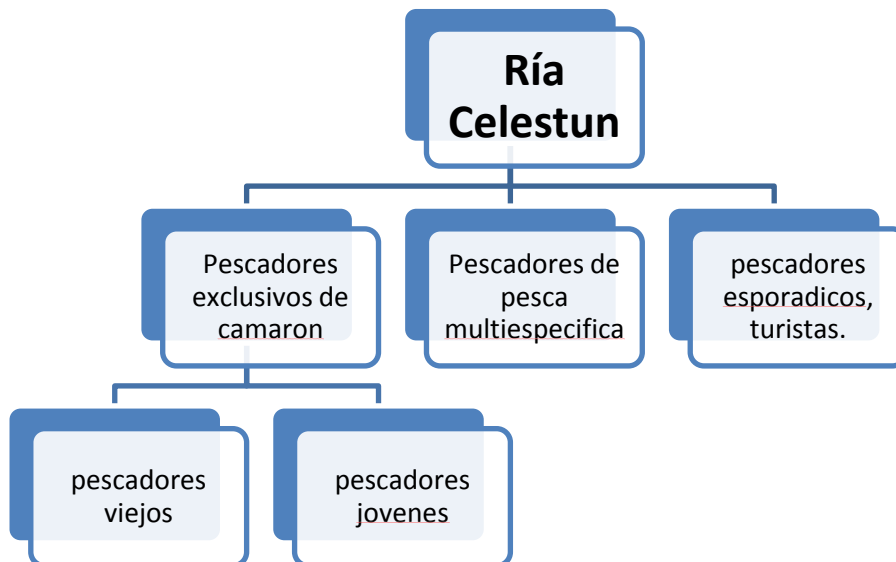 Ría
Celestun
Pescadores
exclusivos de
camaron
Pescadores de
pesca
multiespecifica
pescadores
esporadicos,
turistas.
pescadores
viejos
pescadores
jovenes